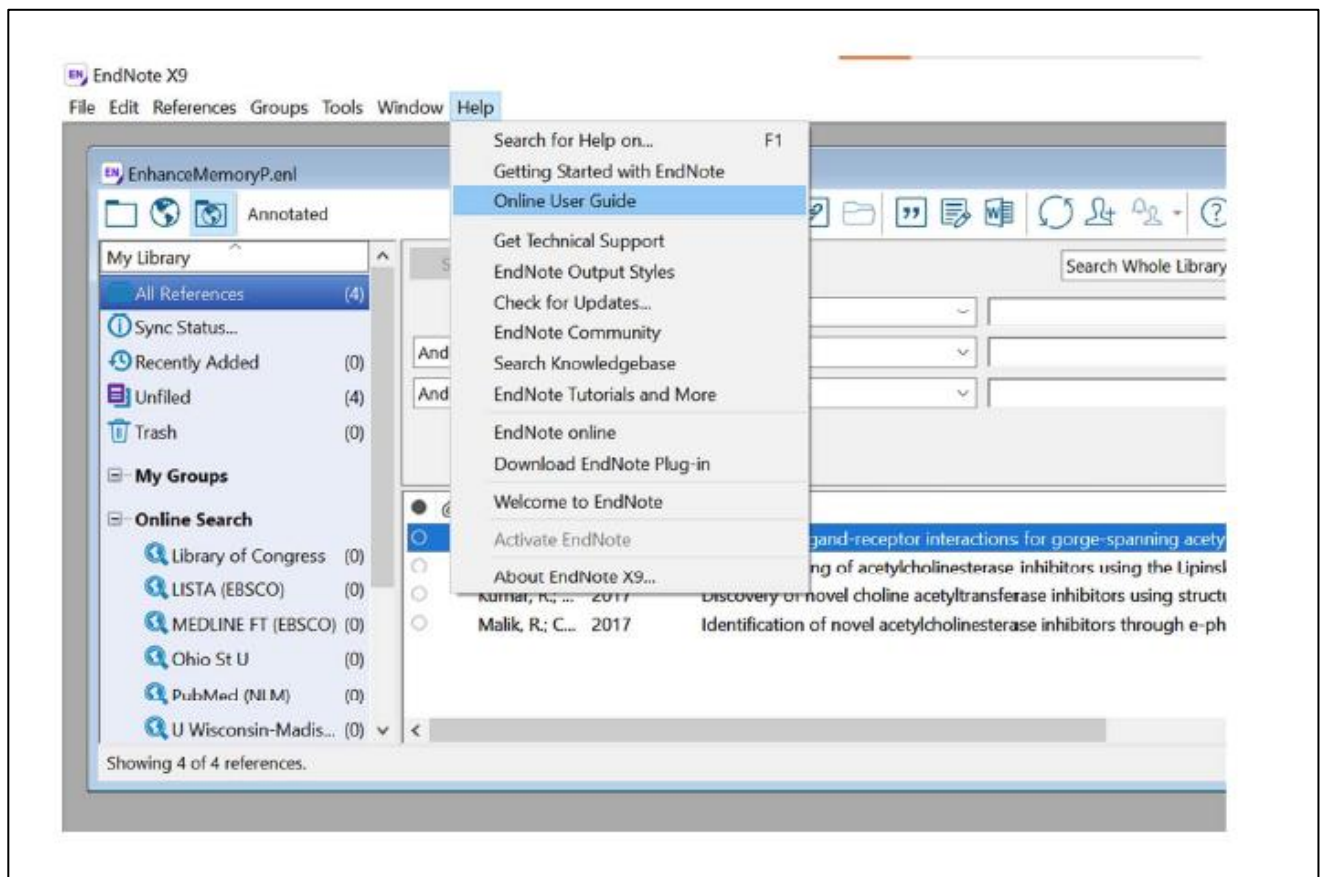 EndNote X9
File Edit References Groups Tools Window Help
Search for Help on... F1
Getting Started with EndNote
Online User Guide
Get Technical Support
EndNote Output Styles
Check for Updates...
EndNote Community
Search Knowledgebase
EndNote Tutorials and More
EndNote online
Download EndNote Plug-in
Welcome to EndNote
Activate EndNote
About EndNote X9...
EnhanceMemoryP.enl
Annotated
My Library
All References (4)
Sync Status...
Recently Added (0)
Unfiled (4)
Trash (0)
My Groups
Online Search
Library of Congress (0)
LISTA (EBSCO) (0)
MEDLINE FT (EBSCO) (0)
Ohio St U (0)
PubMed (NLM) (0)
U Wisconsin-Madis... (0)
Search Whole Library
And
And
gand-receptor interactions for gorge-spanning acety
ng of acetylcholinesterase inhibitors using the Lipinsk
Kumar, R.; ... 2017 Discovery of novel choline acetyltransferase inhibitors using structu
Malik, R.; C... 2017 Identification of novel acetylcholinesterase inhibitors through e-ph
Showing 4 of 4 references.